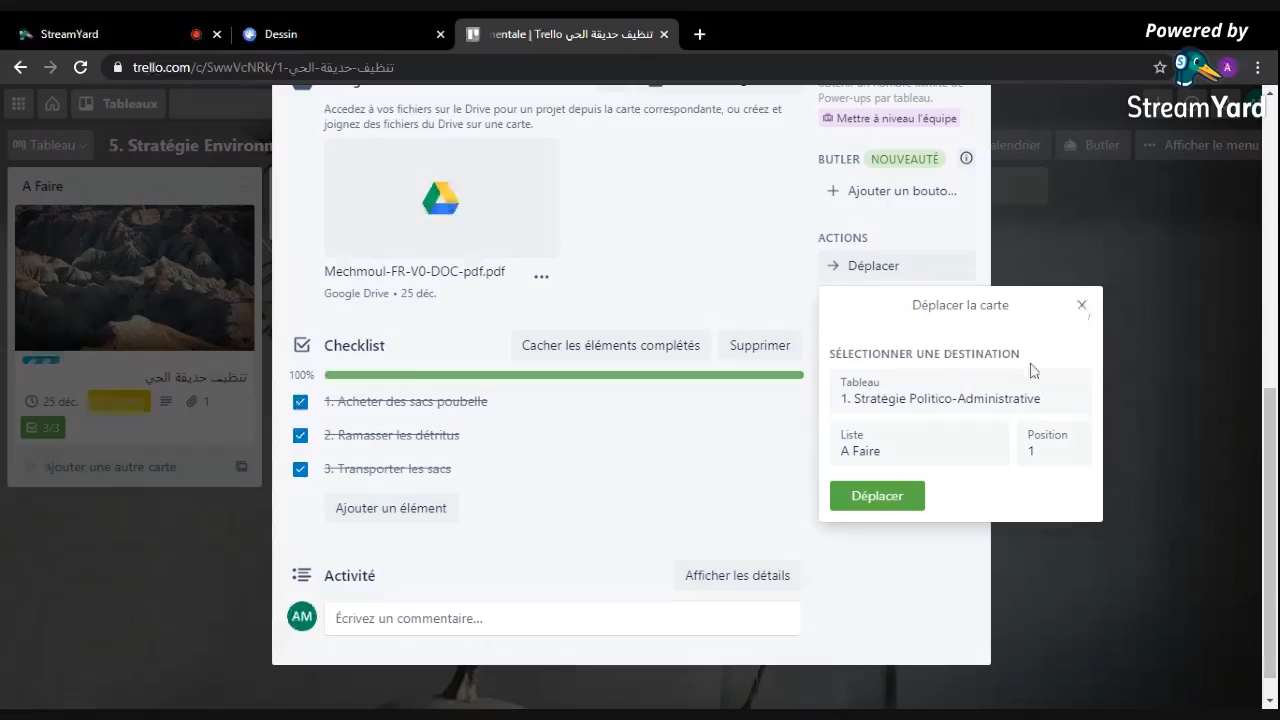 Powered by
StreamYard
StreamYard
Dessin
mentale | Trello تنظيف حديقة الحي
trello.com/c/SwwVcNRk/1-تنظيف-حديقة-الحي
A
Tableaux
Tableau
5. Stratégie Environn
alendrier
Butler
Afficher le menu
A Faire
تنظيف حديقة الحي
25 déc.
1
3/3
Ajouter une autre carte
Accedez à vos fichiers sur le Drive pour un projet depuis la carte correspondante, ou créez et
joignez des fichiers du Drive sur une carte.
Mechmoul-FR-V0-DOC-pdf.pdf
Google Drive • 25 déc.
Checklist
Cacher les éléments complétés
Supprimer
100%
1. Acheter des sacs poubelle
2. Ramasser les détritus
3. Transporter les sacs
Ajouter un élément
Activité
Afficher les détails
AM
Écrivez un commentaire...
Power-ups par tableau.
Mettre à niveau l'équipe
BUTLER NOUVEAUTÉ
Ajouter un bouto...
ACTIONS
Déplacer
Déplacer la carte
SÉLECTIONNER UNE DESTINATION
Tableau
1. Stratégie Politico-Administrative
Liste
A Faire
Position
1
Déplacer